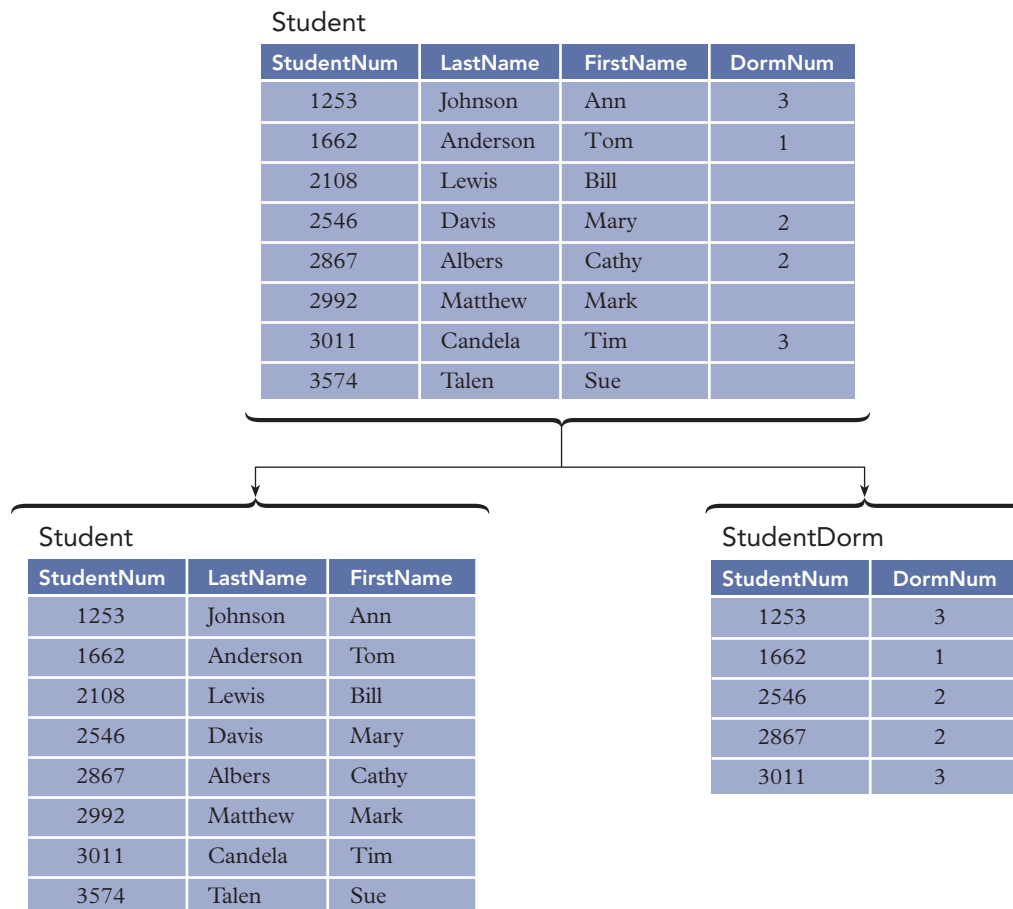 Student
StudentNum LastName FirstName DormNum
1253 Johnson Ann 3
1662 Anderson Tom 1
2108 Lewis Bill
2546 Davis Mary 2
2867 Albers Cathy 2
2992 Matthew Mark
3011 Candela Tim 3
3574 Talen Sue
Student
StudentNum LastName FirstName
1253 Johnson Ann
1662 Anderson Tom
2108 Lewis Bill
2546 Davis Mary
2867 Albers Cathy
2992 Matthew Mark
3011 Candela Tim
3574 Talen Sue
StudentDorm
StudentNum DormNum
1253 3
1662 1
2546 2
2867 2
3011 3